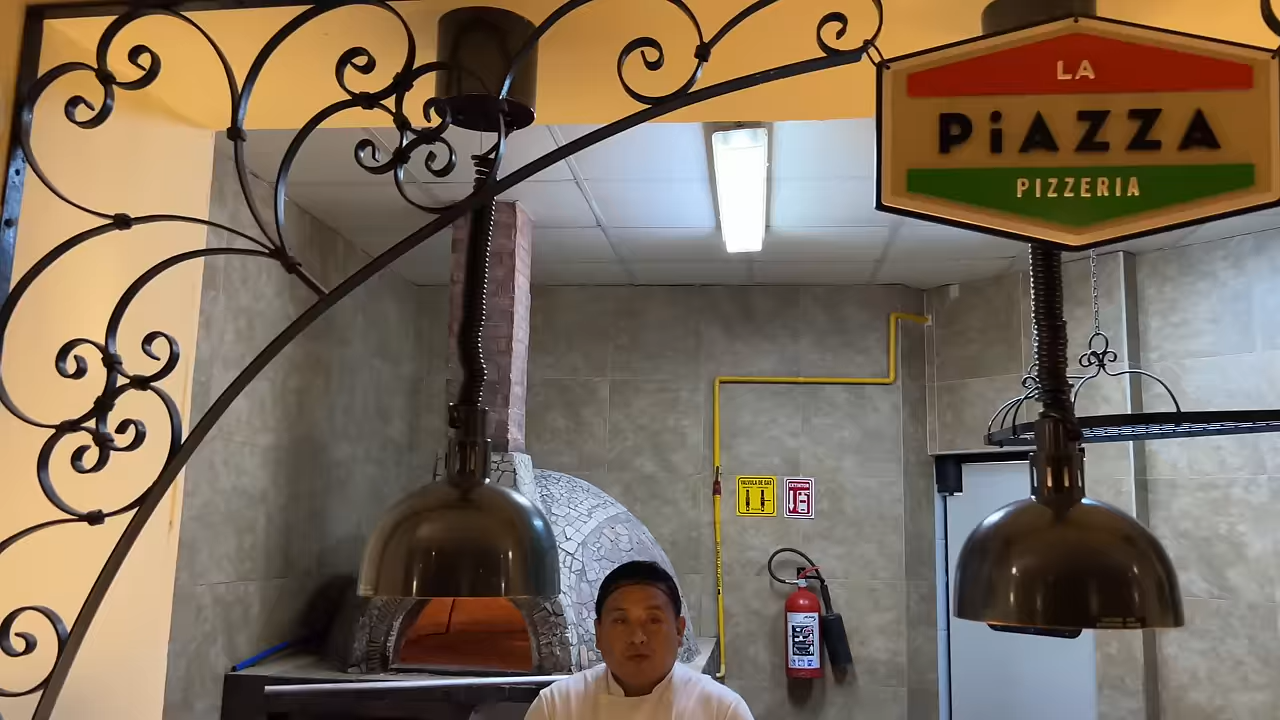 LA
PiAZZA
PIZZERIA
VALVULA DE GAS
EXTINTOR